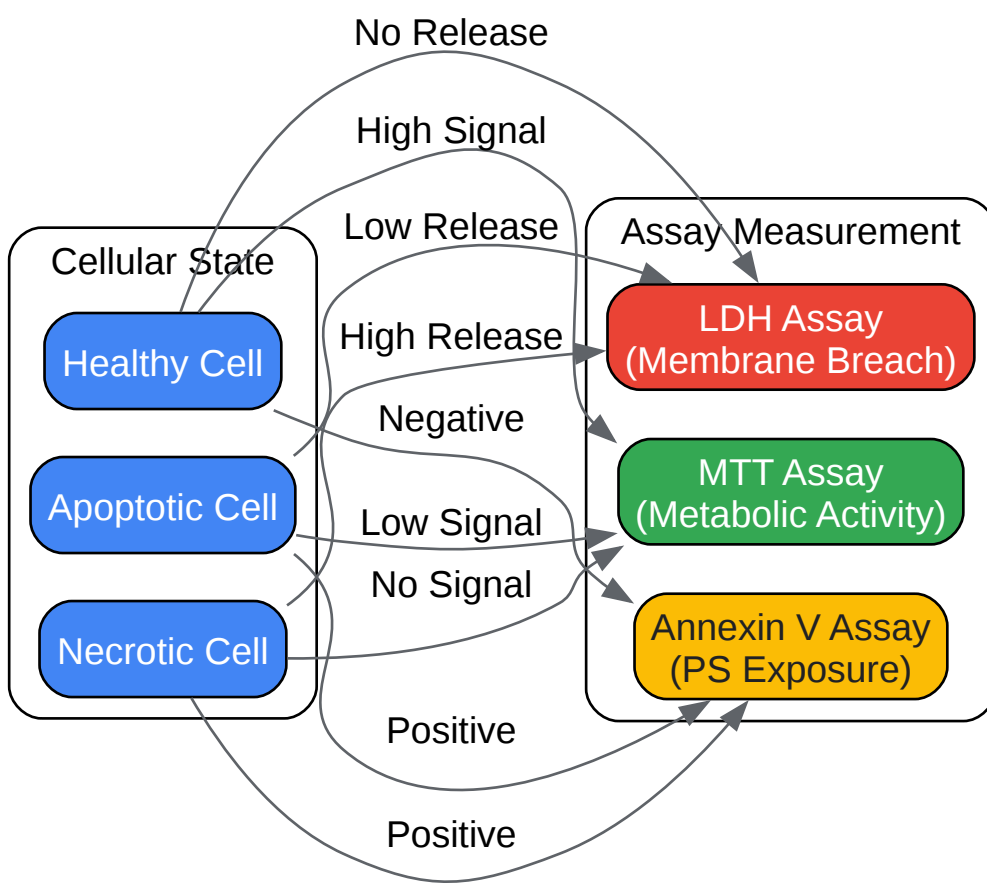 No Release
High Signal
Low Release
High Release
Negative
Low Signal
No Signal
Positive
Positive
Cellular State
Healthy Cell
Apoptotic Cell
Necrotic Cell
Assay Measurement
LDH Assay
(Membrane Breach)
MTT Assay
(Metabolic Activity)
Annexin V Assay
(PS Exposure)